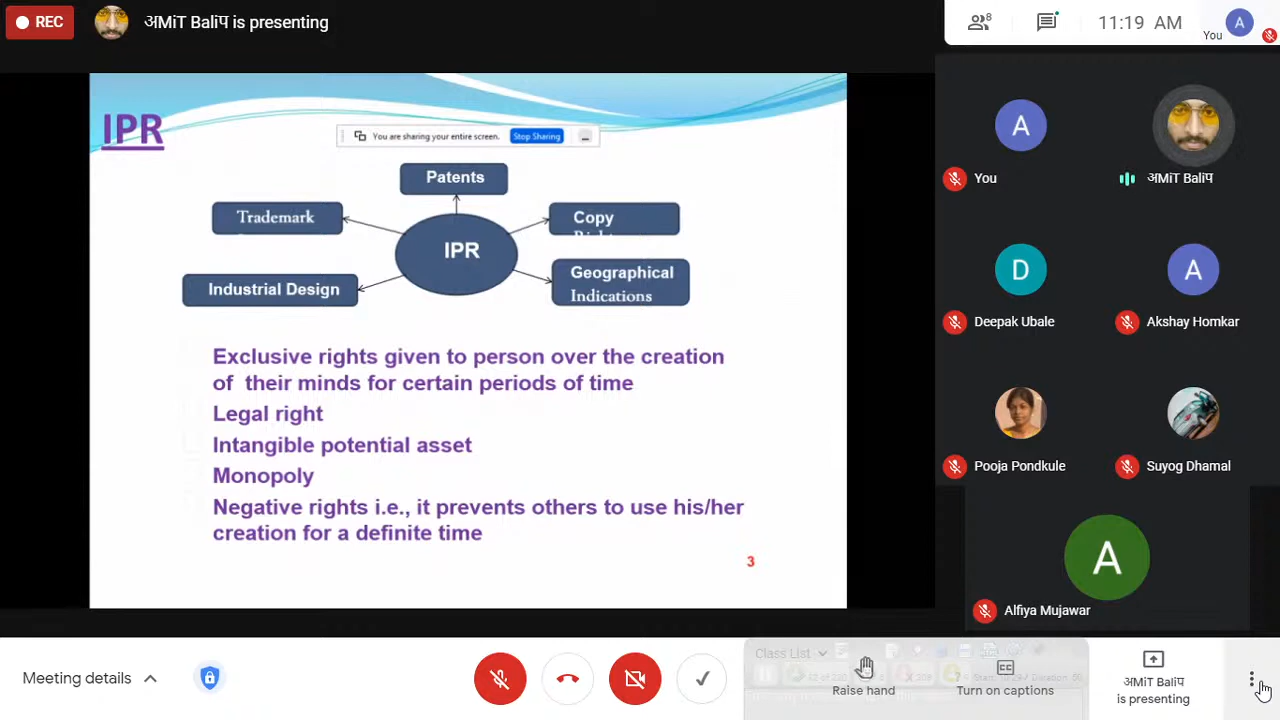 REC
अMiT Baliप is presenting
8
11:19 AM
You
A
IPR
You are sharing your entire screen.
Stop Sharing
Patents
Trademark
Copy
IPR
Geographical
Indications
Industrial Design
Exclusive rights given to person over the creation
of their minds for certain periods of time
Legal right
Intangible potential asset
Monopoly
Negative rights i.e., it prevents others to use his/her
creation for a definite time
3
A
You
अMiT Baliप
D
Deepak Ubale
A
Akshay Homkar
Pooja Pondkule
Suyog Dhamal
A
Alfiya Mujawar
Meeting details
Class List
Raise hand
CC
Turn on captions
अMiT Baliप
is presenting